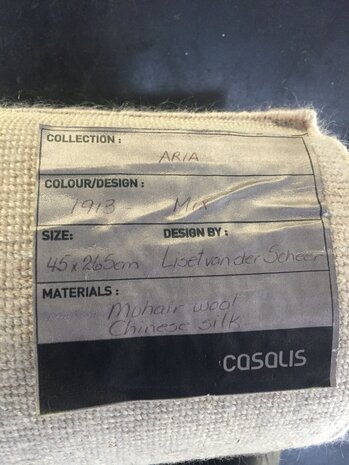 COLLECTION :
ARIA
COLOUR/DESIGN :
1913 Mix
SIZE: DESIGN BY :
45x265cm Liset van der Scheer
MATERIALS :
Mohair wool
Chinese silk
casalis